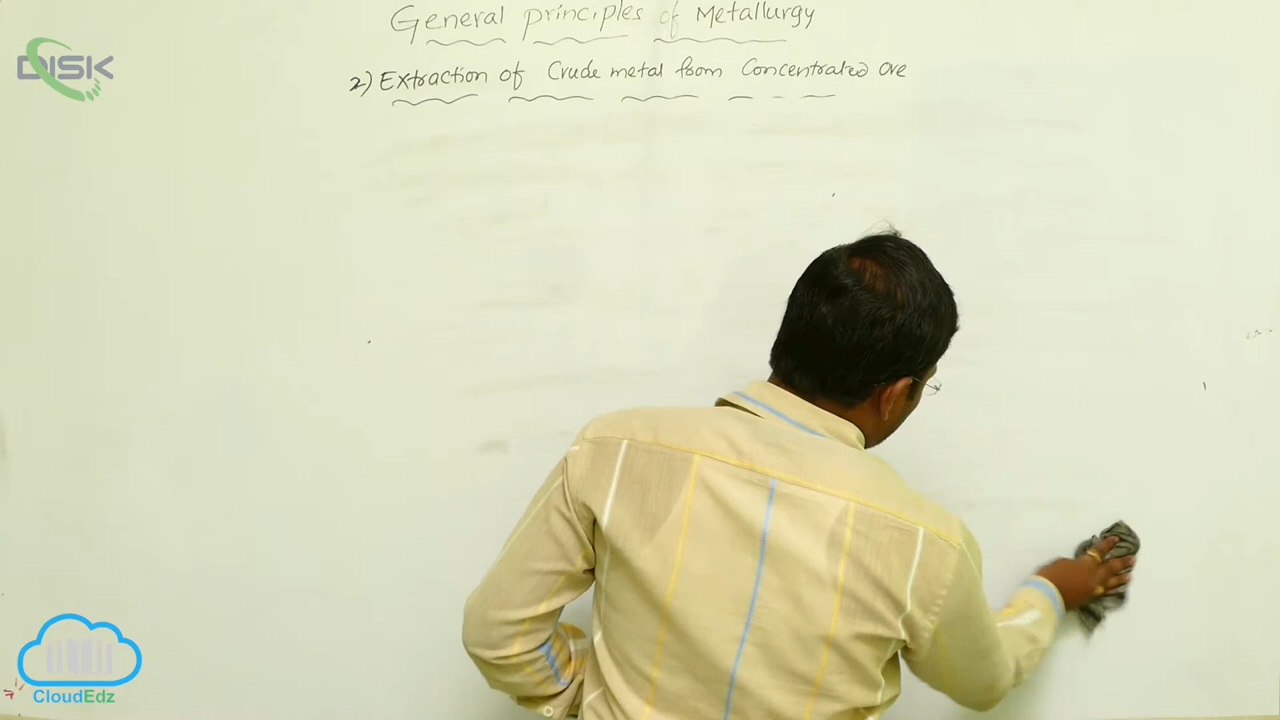 General principles of Metallurgy
DISK
2) Extraction of Crude metal from Concentrated ore
CloudEdz